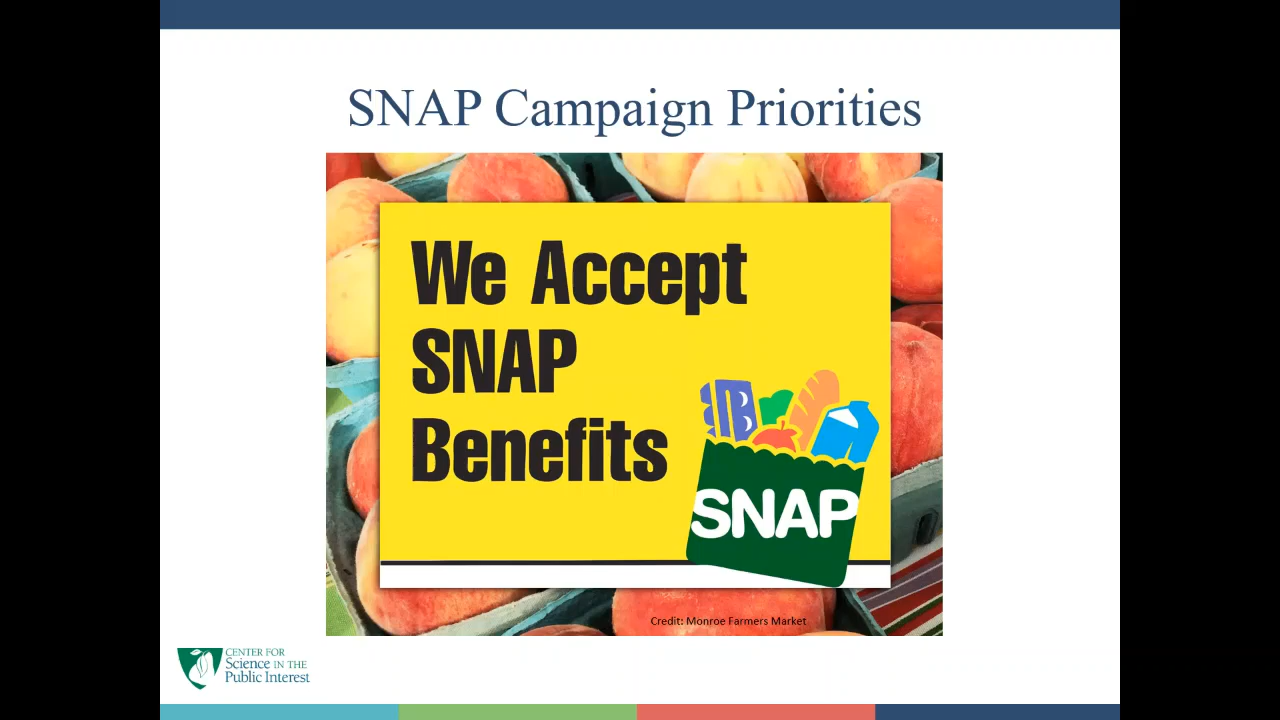 SNAP Campaign Priorities
We Accept
SNAP
Benefits
SNAP
Credit: Monroe Farmers Market
CENTER FOR
Science IN THE
Public Interest